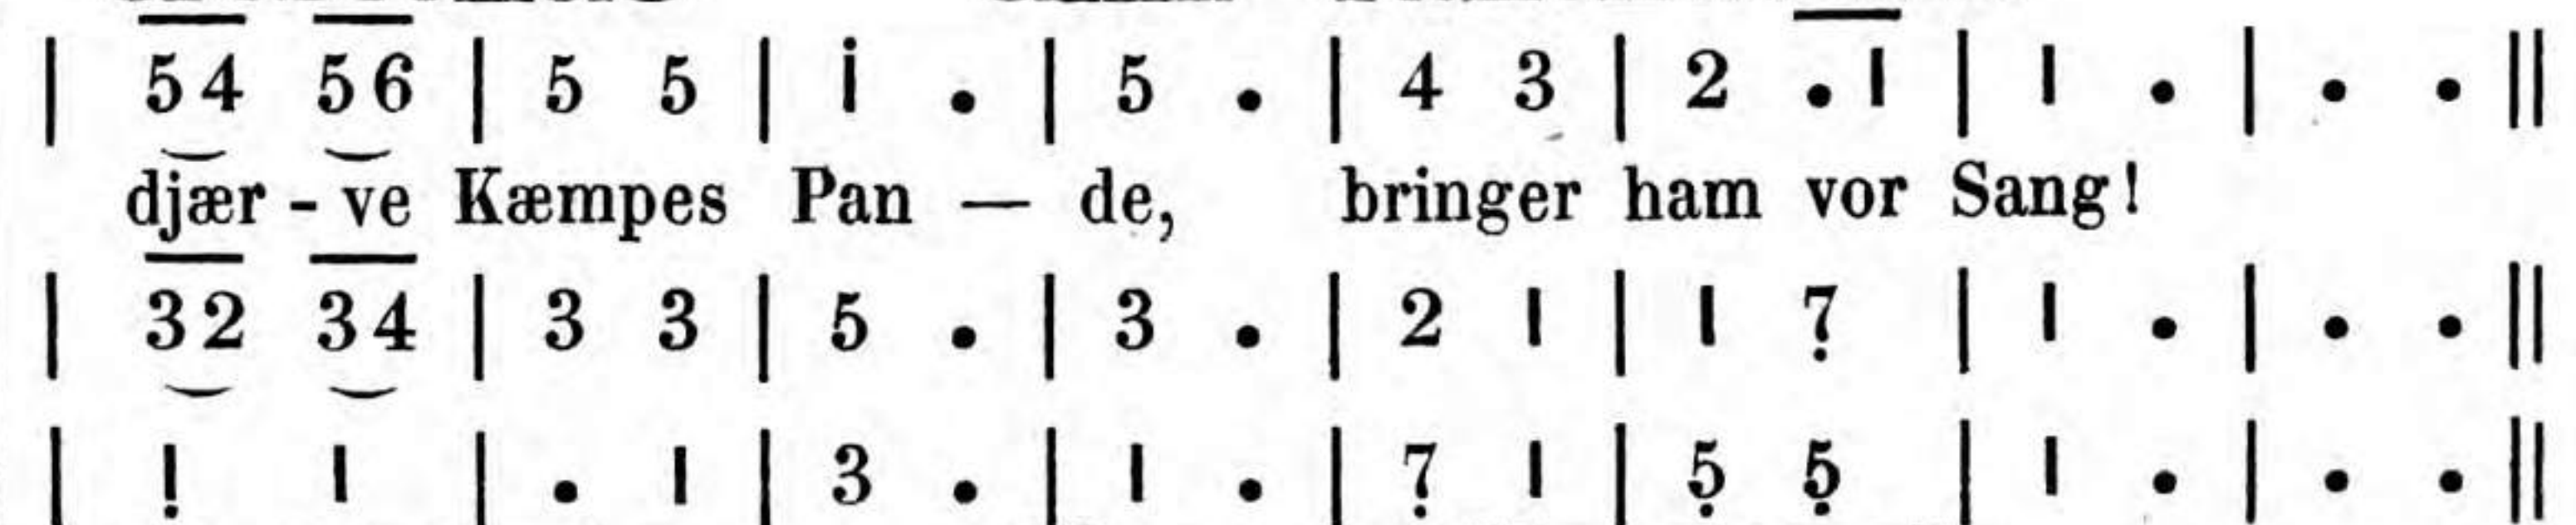 | 54 56 | 5 5 | i • | 5 • | 4 3 | 2 •1 | 1 • | • • ||
djær - ve Kæmpes Pan — de, bringer ham vor Sang!
| 32 34 | 3 3 | 5 • | 3 • | 2 1 | 1 7̣ | 1 • | • • ||
| 1̣ 1 | • 1 | 3 • | 1 • | 7̣ 1 | 5̣ 5̣ | 1 • | • • ||